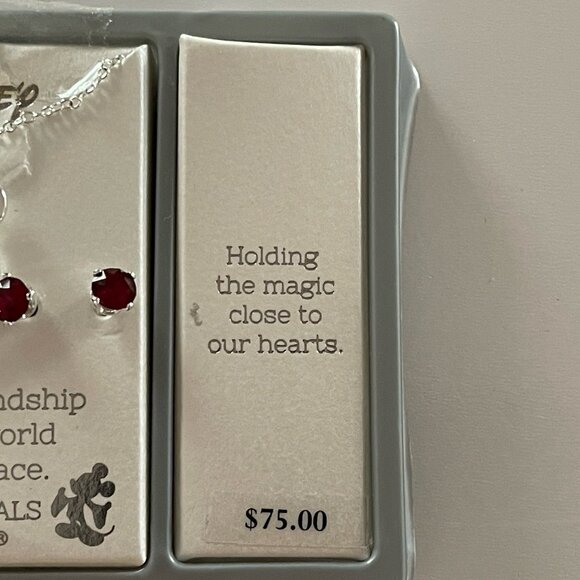 ndship
orld
ace.
ALS
®
Holding
the magic
close to
our hearts.
$75.00